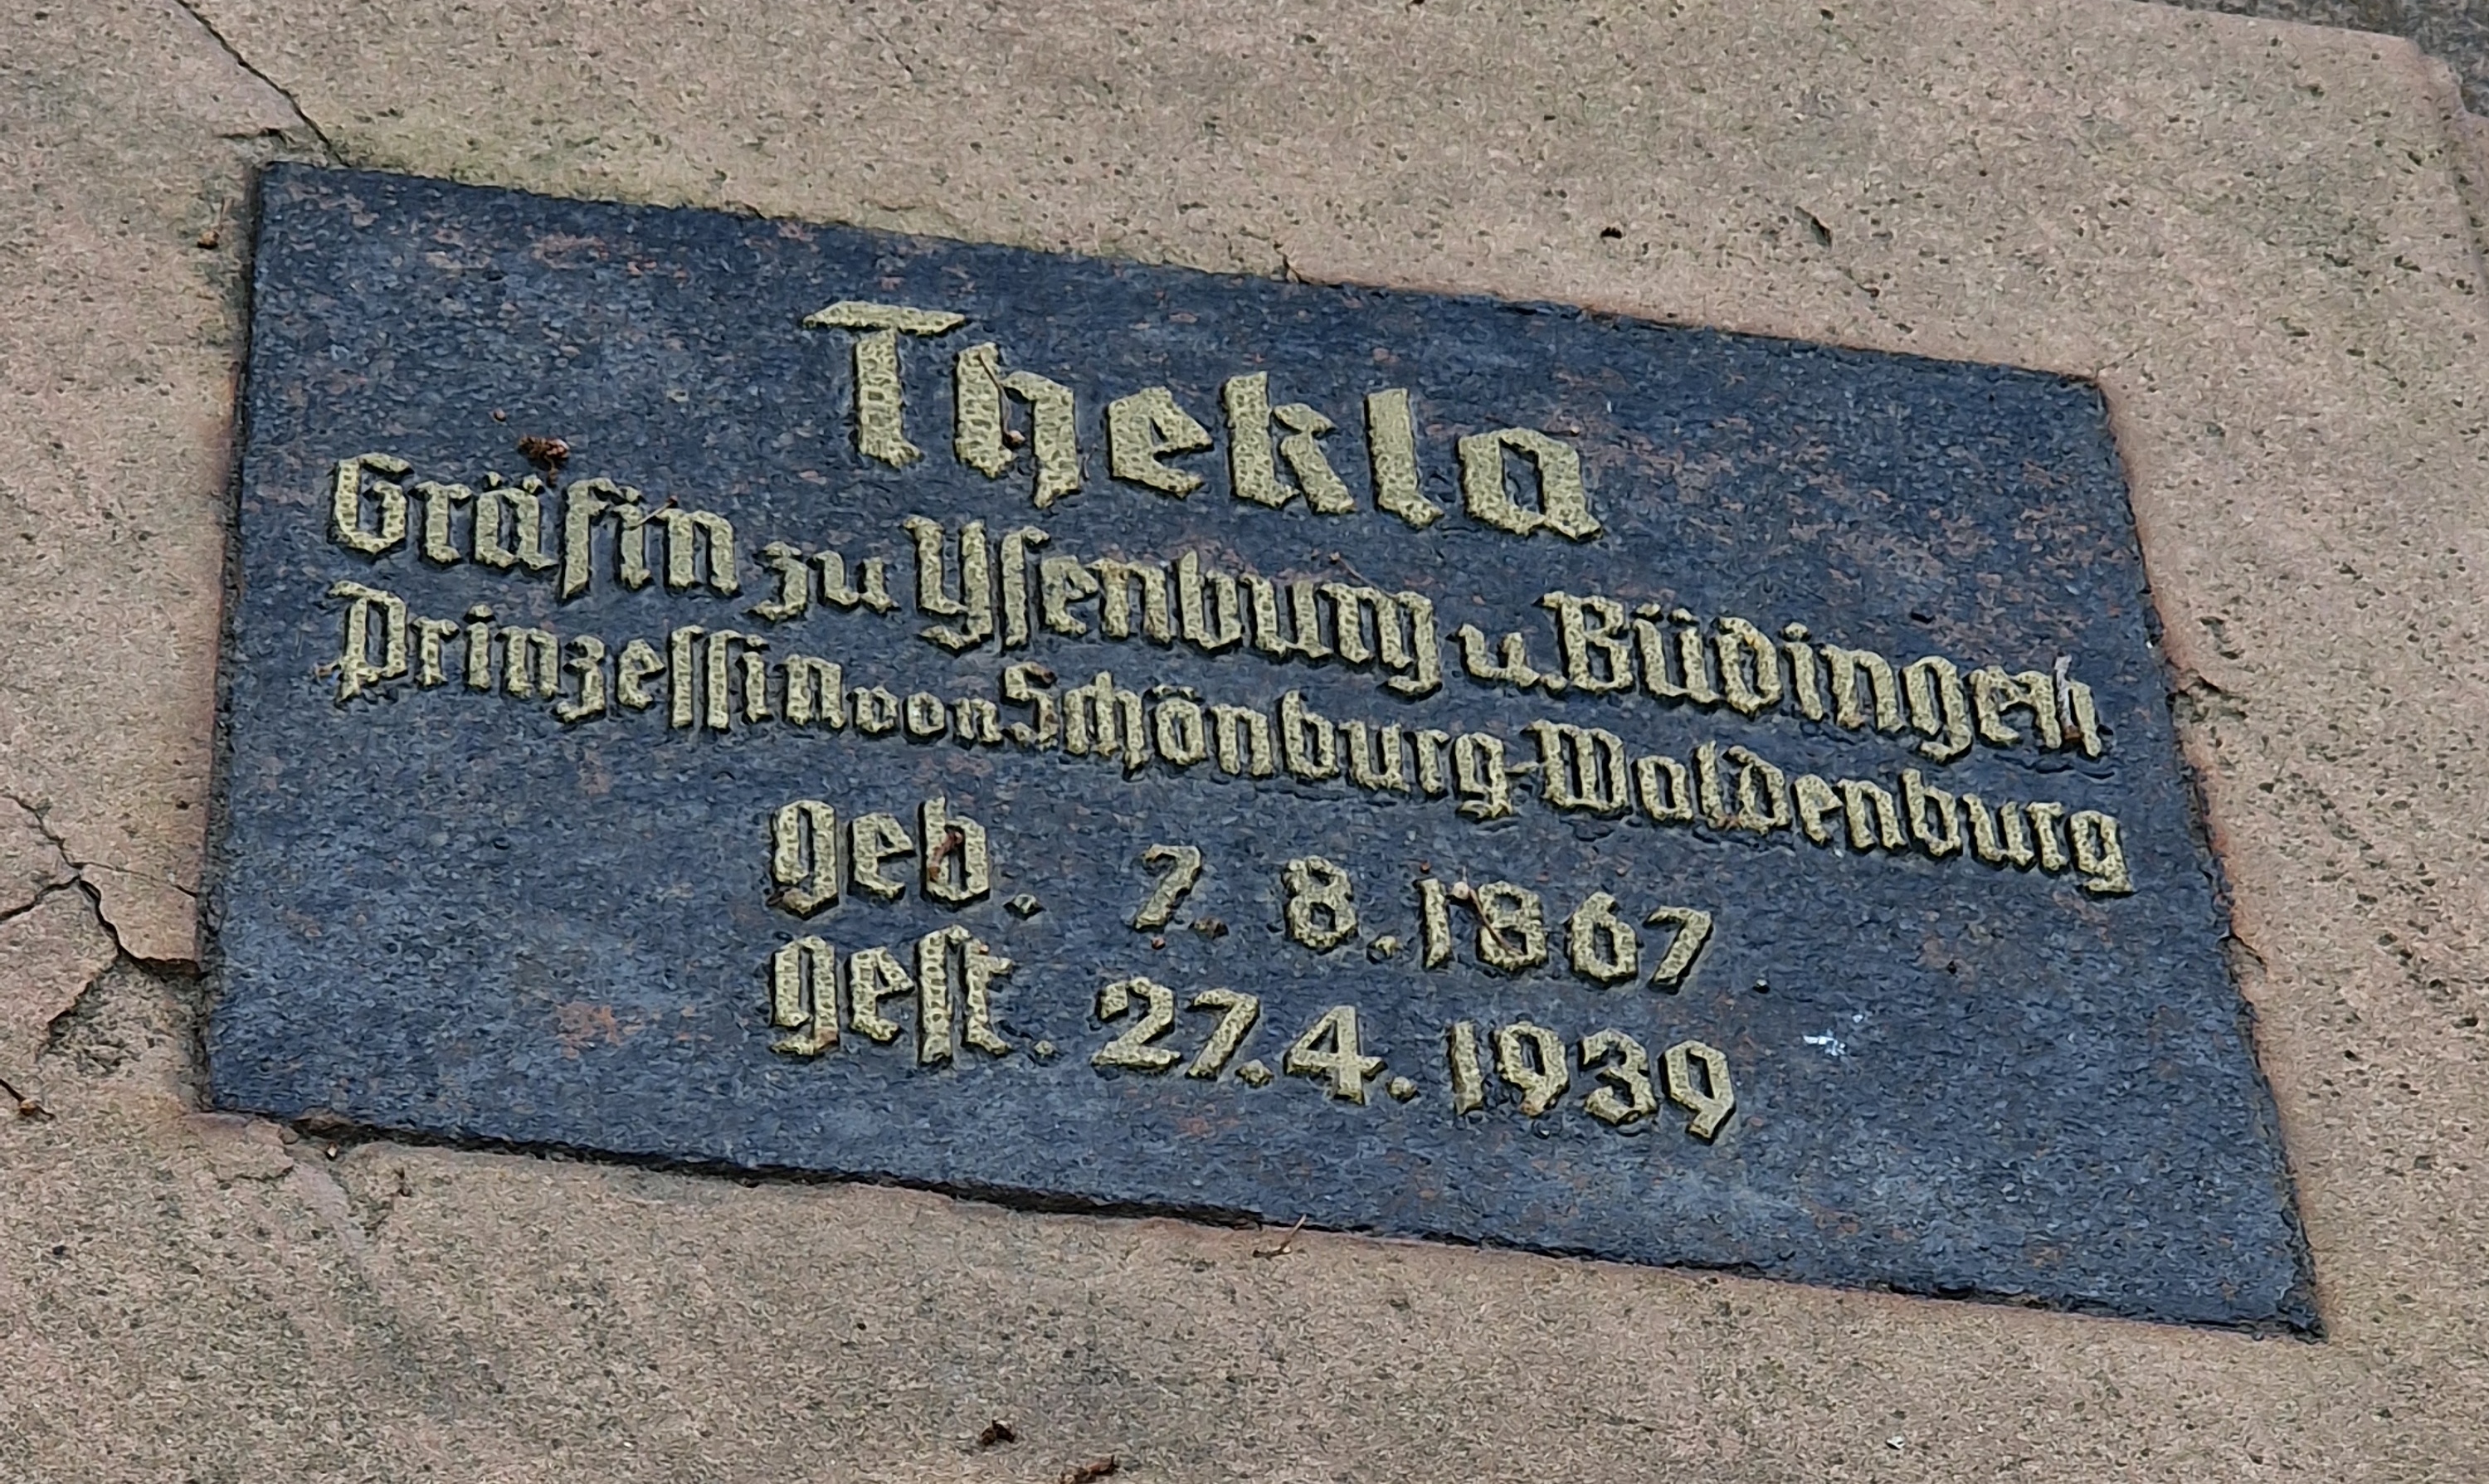 Thekla
Gräfin zu Ysenburg u. Büdingen
Prinzessin von Schönburg-Waldenburg
geb. 7. 8. 1867
gest. 27. 4. 1939